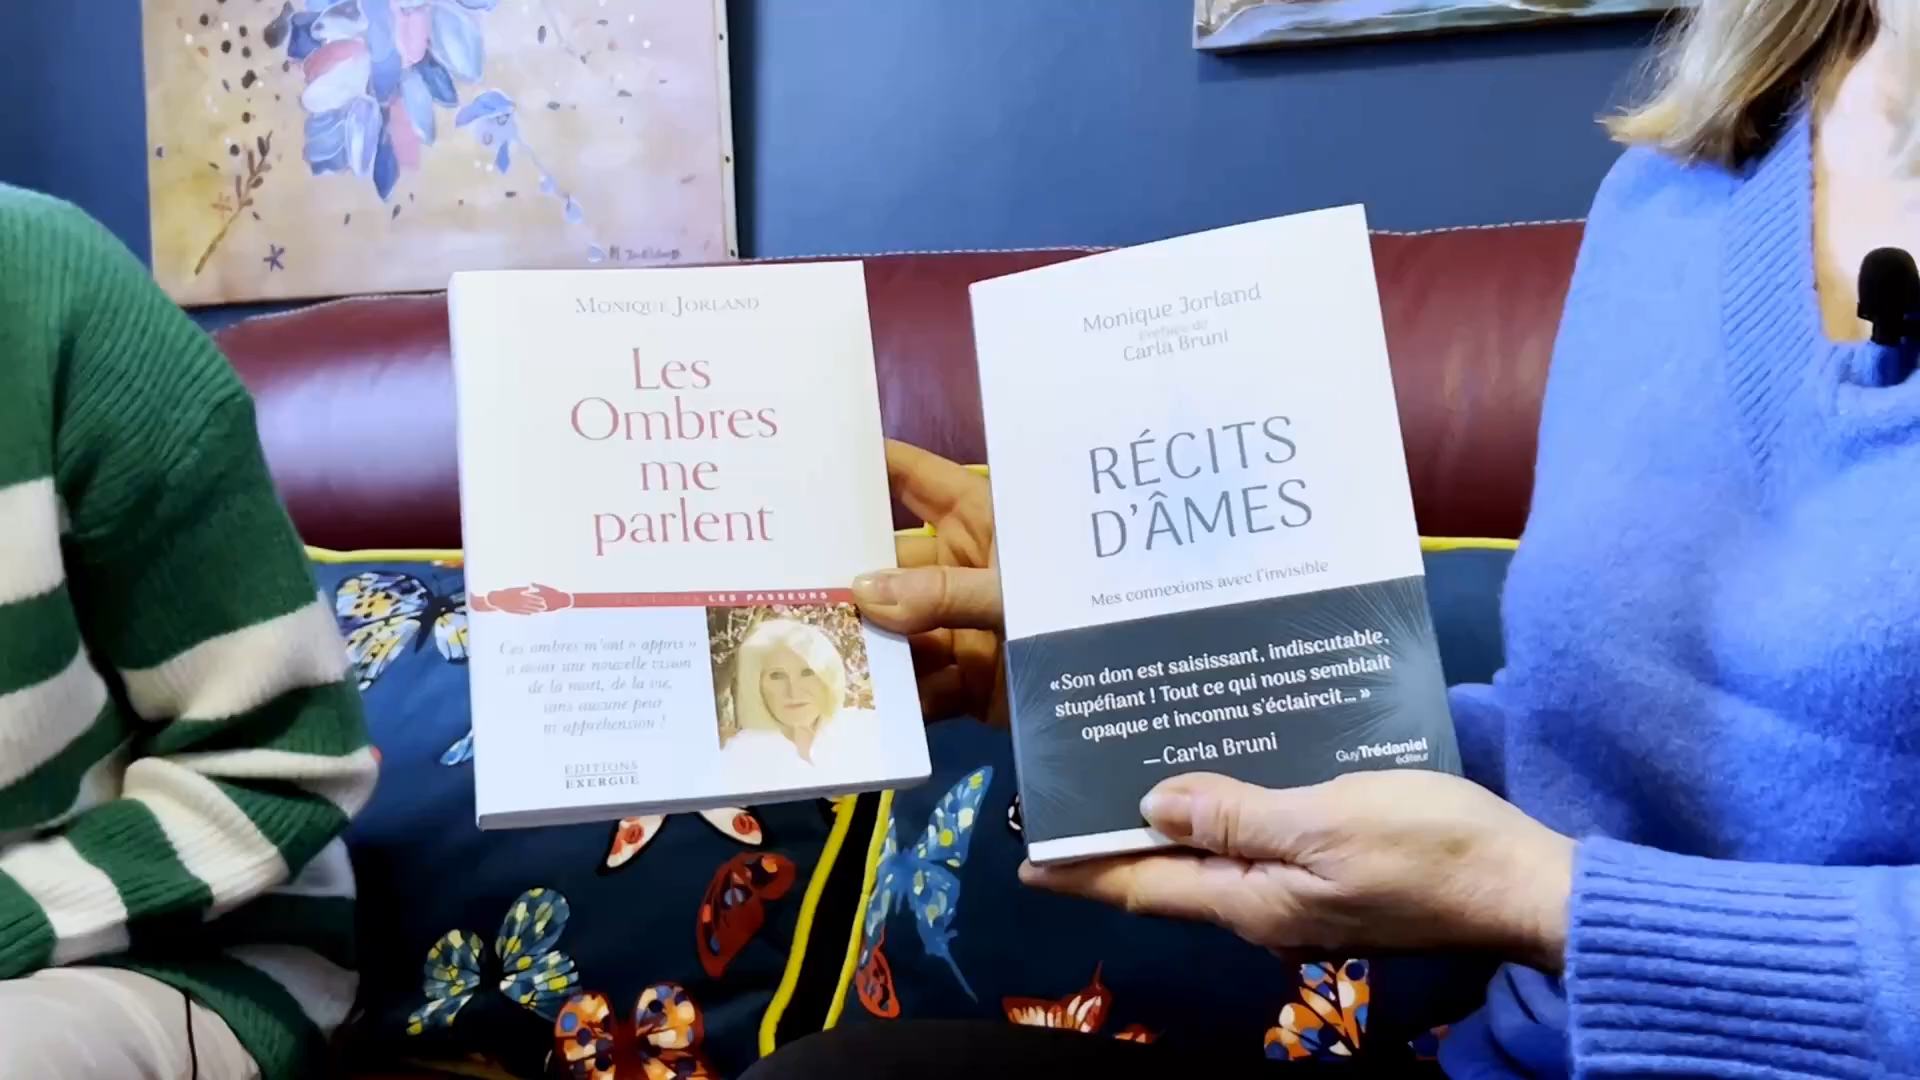 Monique Jorland
Les
Ombres
me
parlent
LES PASSEURS
Ces ombres m'ont « appris »
à avoir une nouvelle vision
de la mort, de la vie,
sans aucune peur
ni appréhension !
EDITIONS
EXERGUE
Monique Jorland
Préface de
Carla Bruni
RÉCITS
D'ÂMES
Mes connexions avec l'invisible
« Son don est saisissant, indiscutable,
stupéfiant ! Tout ce qui nous semblait
opaque et inconnu s'éclaircit... »
—Carla Bruni
Guy Trédaniel
éditeur